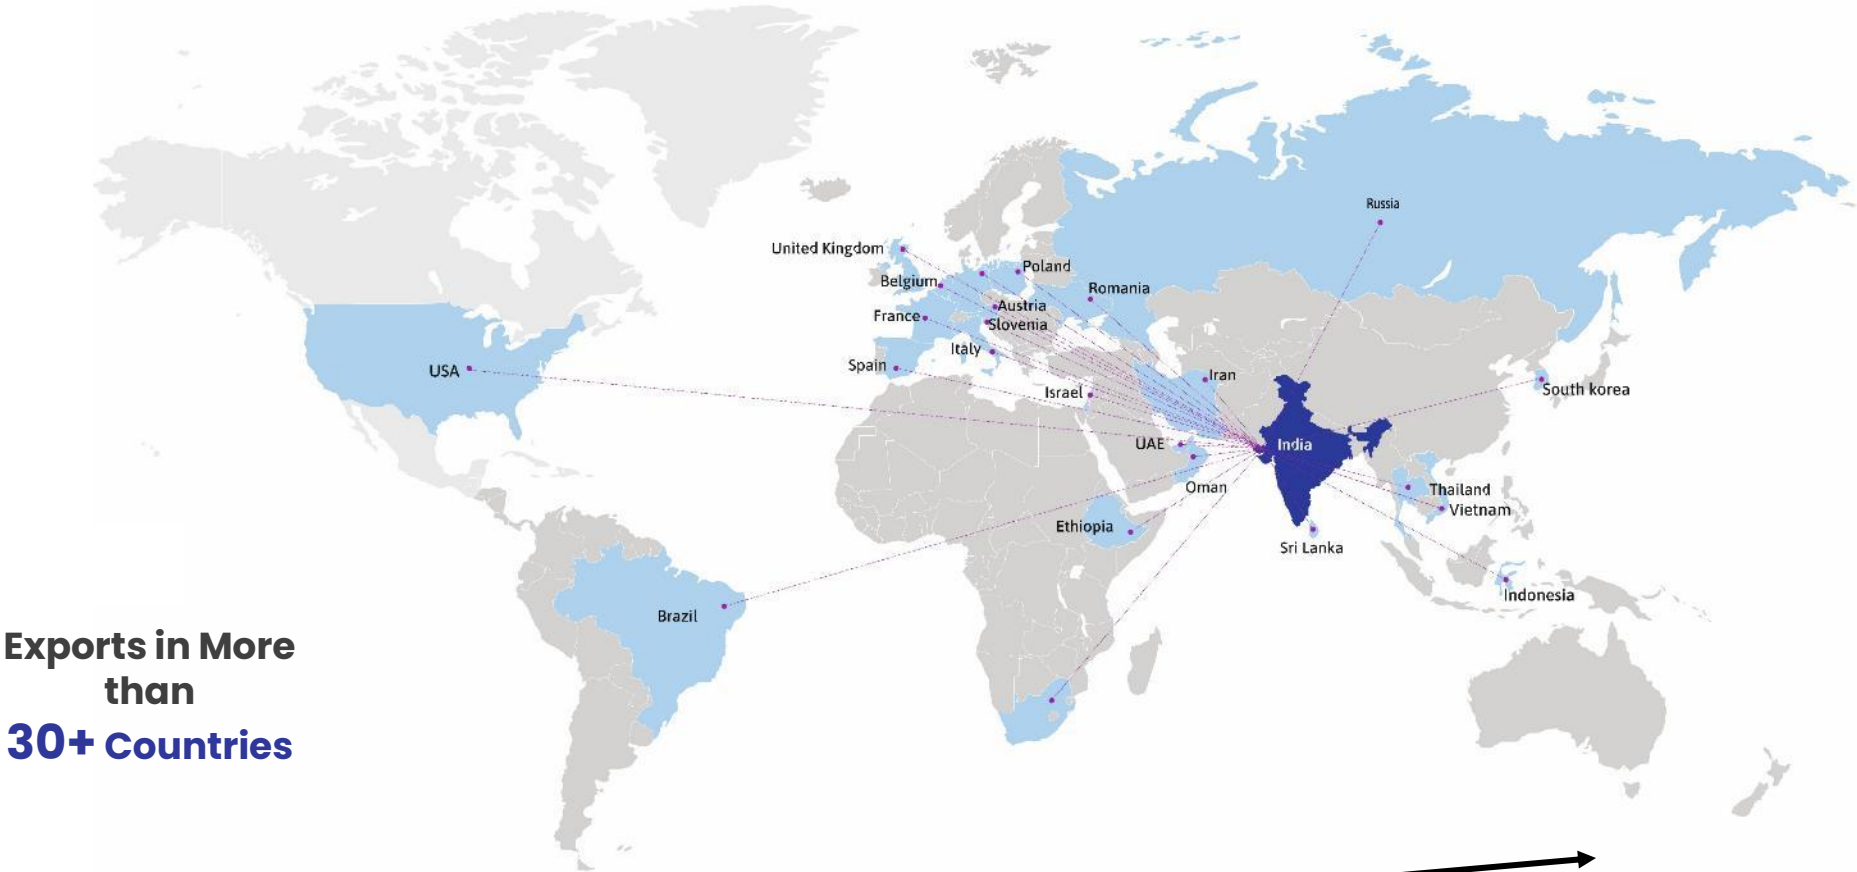 Russia
United Kingdom
Poland
Belgium
Romania
Austria
France
Slovenia
Italy
Spain
USA
Iran
Israel
South korea
India
UAE
Oman
Thailand
Vietnam
Ethiopia
Sri Lanka
Indonesia
Brazil
Exports in More
than
30+ Countries